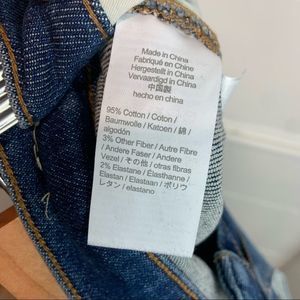 Made in China
Fabriqué en Chine
Hergestellt in China
Vervaardigd in China
中国製
hecho en china
95% Cotton / Coton /
Baumwolle / Katoen / 綿 /
algodón
3% Other Fiber / Autre Fibre
/ Andere Faser / Andere
Vezel / その他 / otras fibras
2% Elastane / Élasthanne /
Elastan / Elastaan / ポリウ
レタン / elastano